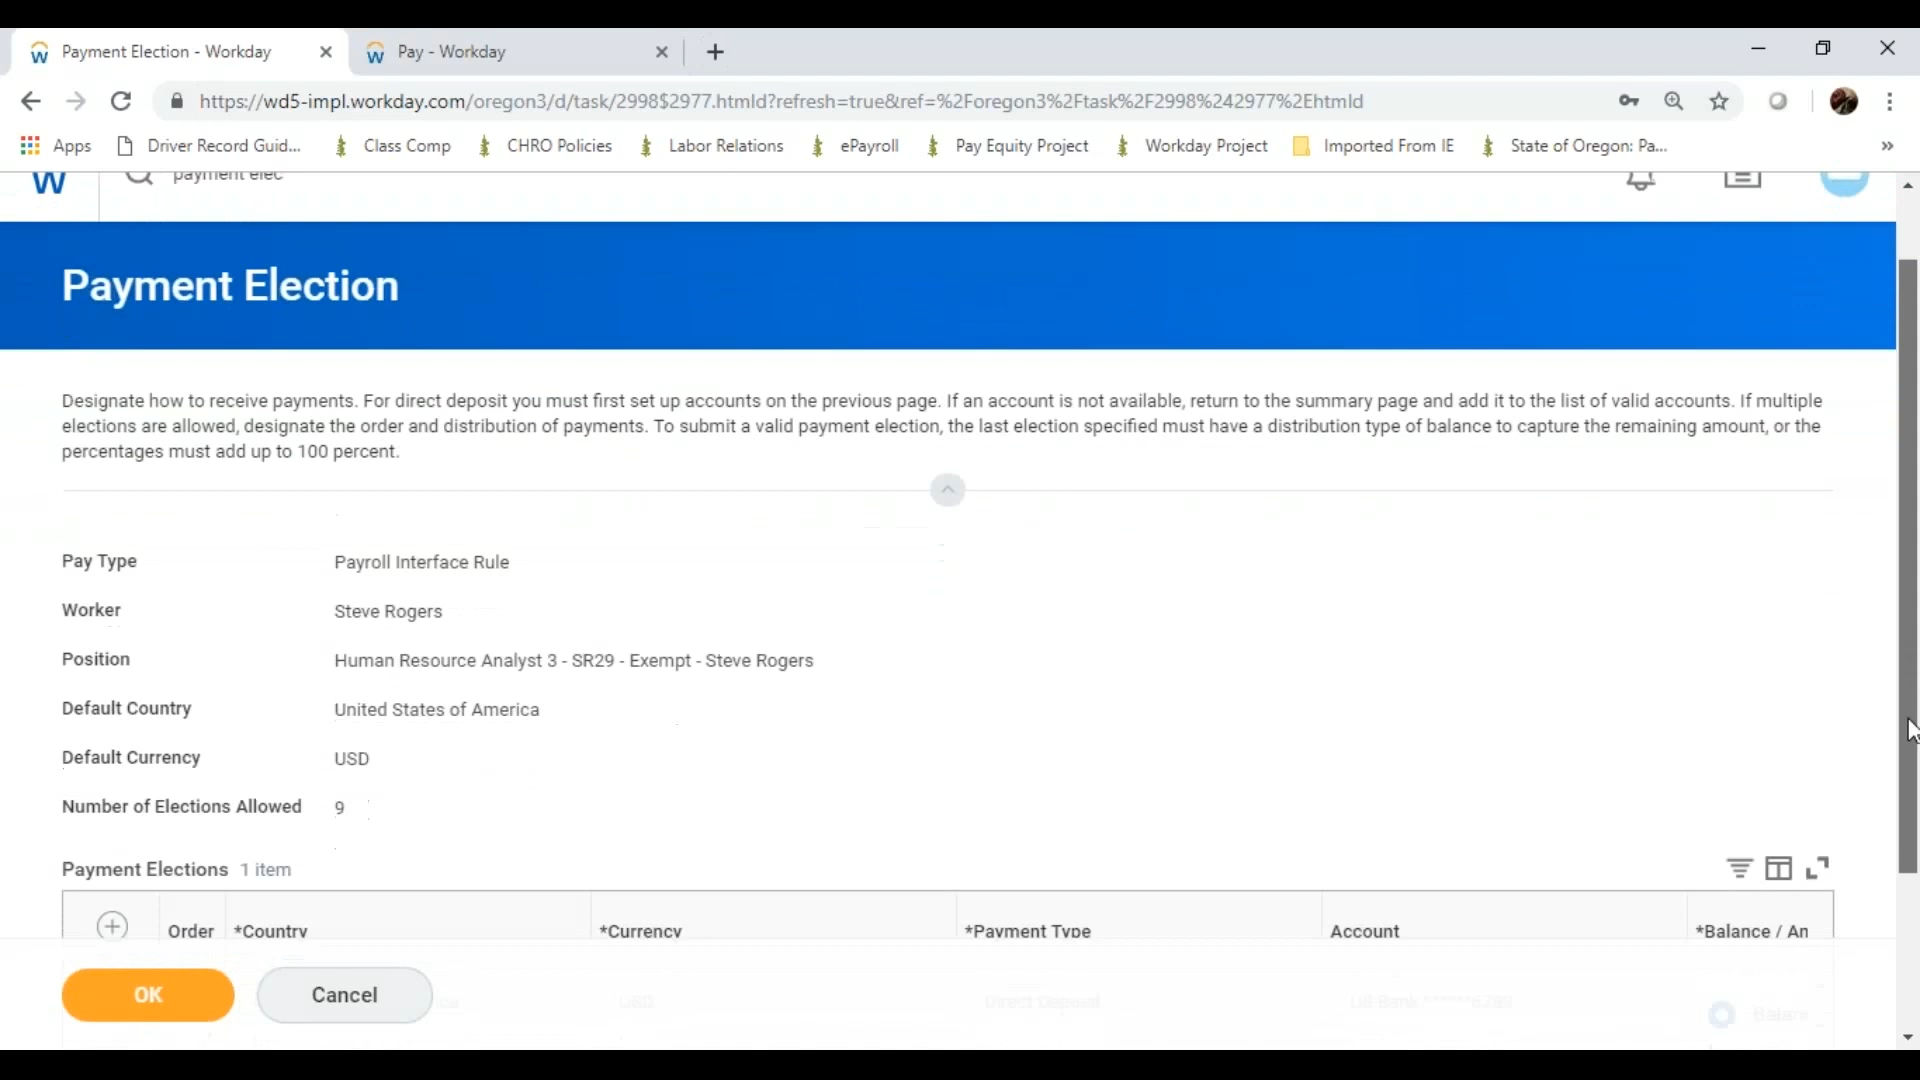 Payment Election - Workday
Pay - Workday
https://wd5-impl.workday.com/oregon3/d/task/2998$2977.htmld?refresh=true&ref=%2Foregon3%2Ftask%2F2998%242977%2Ehtmld
Apps
Driver Record Guid...
Class Comp
CHRO Policies
Labor Relations
ePayroll
Pay Equity Project
Workday Project
Imported From IE
State of Oregon: Pa...
»
W
payment elec
Payment Election
Designate how to receive payments. For direct deposit you must first set up accounts on the previous page. If an account is not available, return to the summary page and add it to the list of valid accounts. If multiple
elections are allowed, designate the order and distribution of payments. To submit a valid payment election, the last election specified must have a distribution type of balance to capture the remaining amount, or the
percentages must add up to 100 percent.
Pay Type Payroll Interface Rule
Worker Steve Rogers
Position Human Resource Analyst 3 - SR29 - Exempt - Steve Rogers
Default Country United States of America
Default Currency USD
Number of Elections Allowed 9
Payment Elections 1 item
Order *Country *Currency *Payment Type Account *Balance / An
OK Cancel
USD Direct Deposit US Bank Balanc